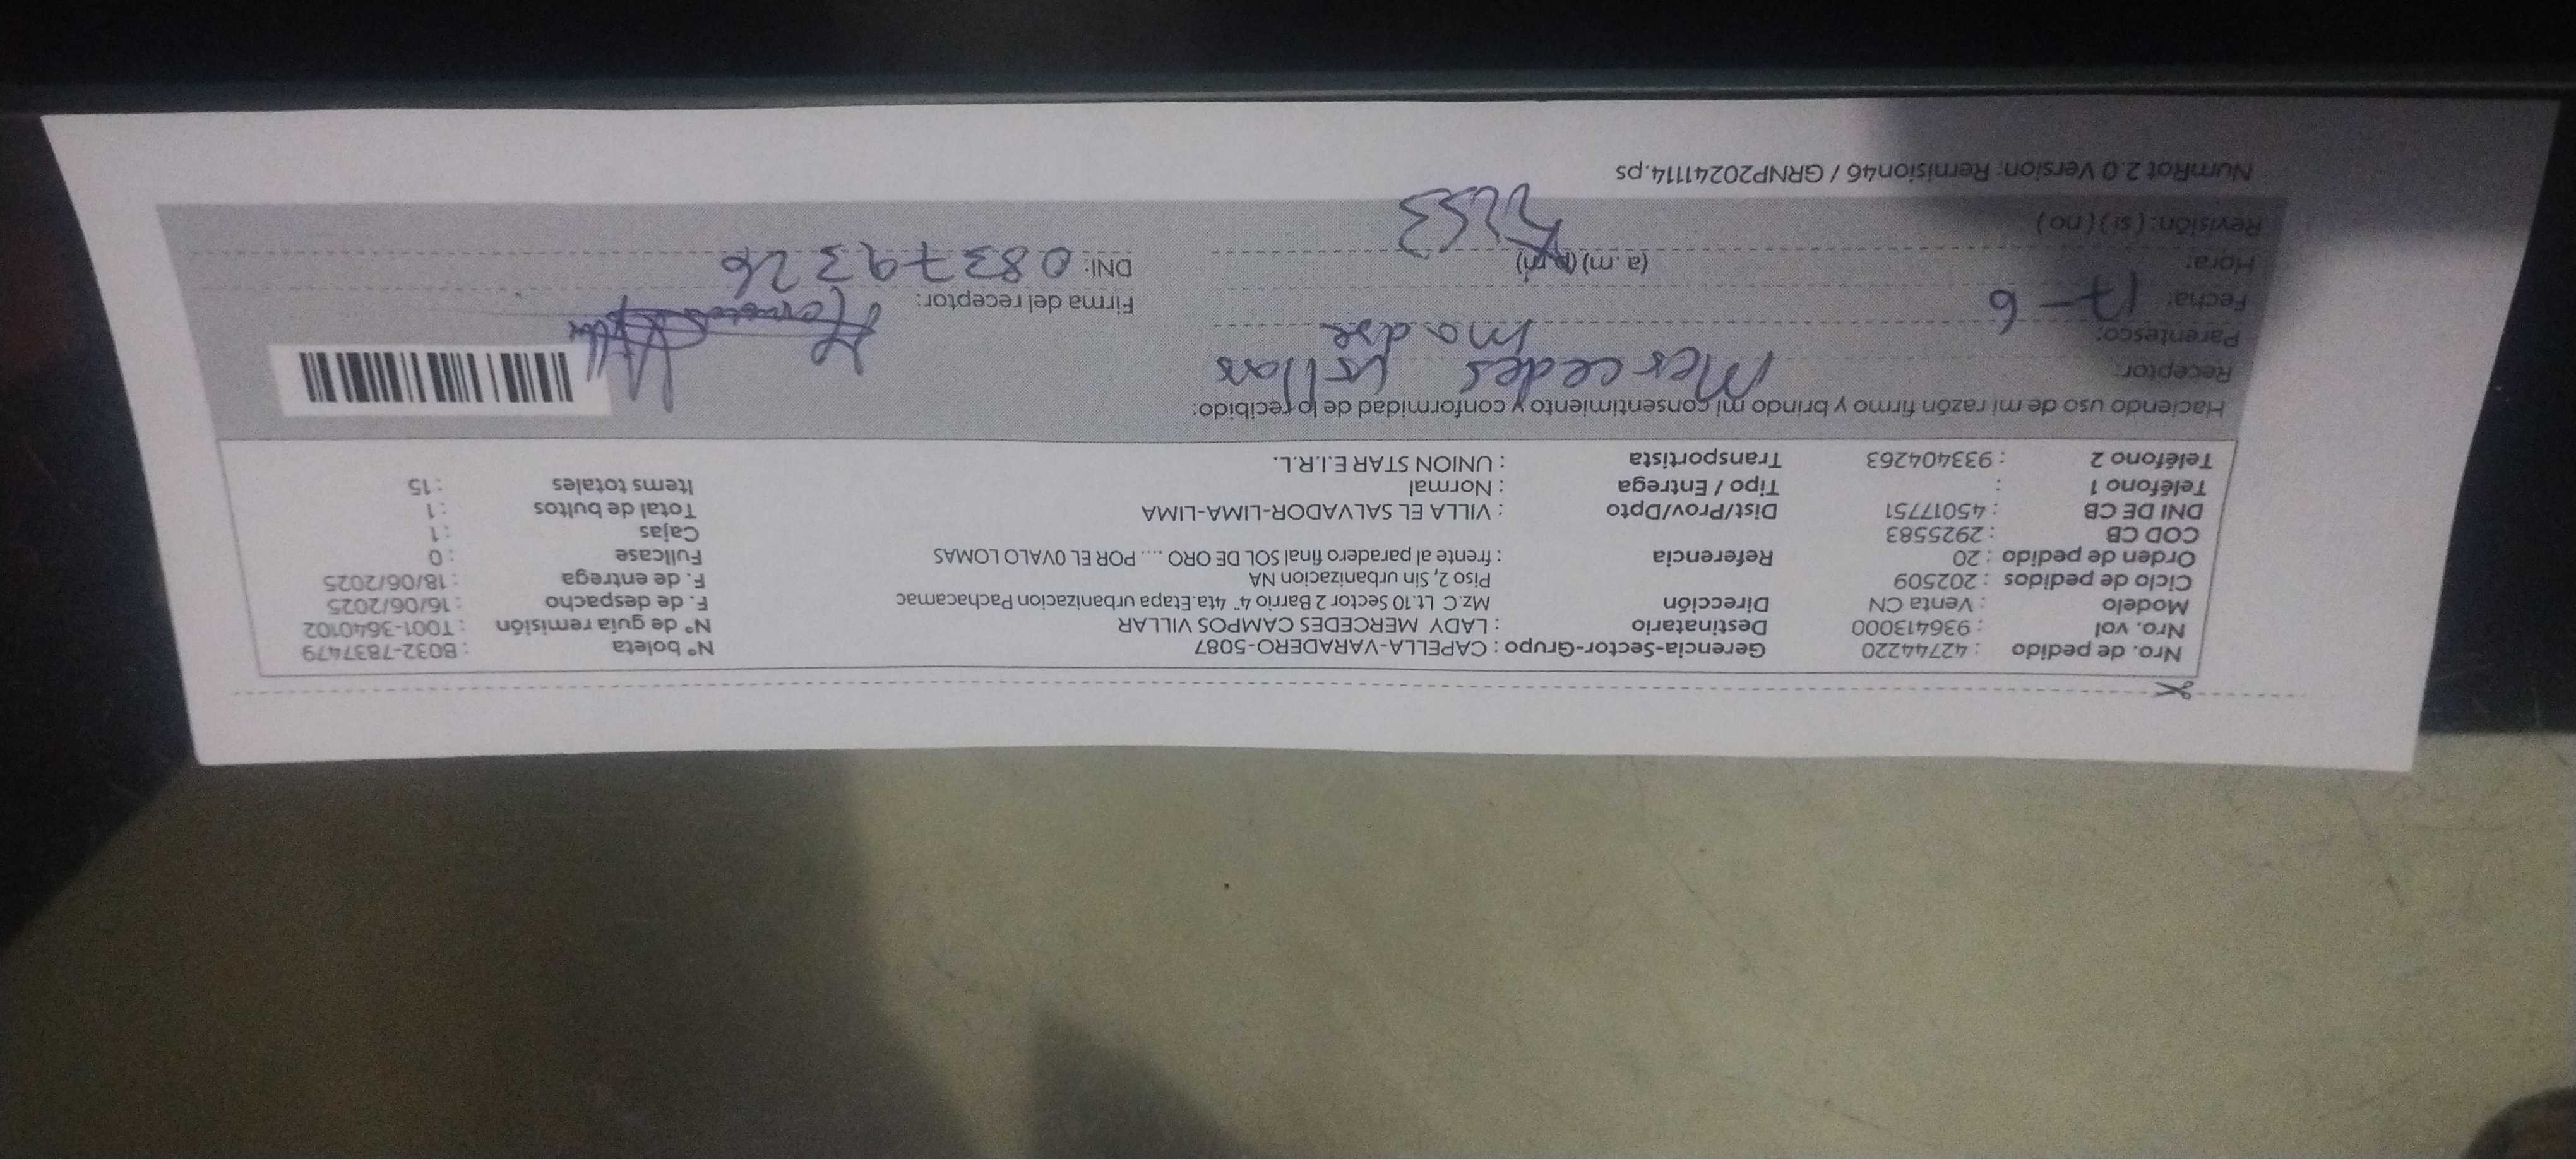 Nro. de pedido : 42744220 Gerencia-Sector-Grupo : CAPELLA-VARADERO-5087 N° boleta : B032-7837479
Nro. vol : 936413000 Destinatario : LADY MERCEDES CAMPOS VILLAR N° de guía remisión : T001-3640102
Modelo : Venta CN Dirección Mz.C Lt.10 Sector 2 Barrio 4" 4ta.Etapa urbanizacion Pachacamac F. de despacho : 16/06/2025
Ciclo de pedidos : 202509 Piso 2, Sin urbanizacion NA F. de entrega : 18/06/2025
Orden de pedido : 20 Referencia : frente al paradero final SOL DE ORO .... POR EL 0VALO LOMAS Fullcase : 0
COD CB : 2925583 Cajas : 1
DNI DE CB : 45017751 Dist/Prov/Dpto : VILLA EL SALVADOR-LIMA-LIMA Total de bultos : 1
Teléfono 1 : Tipo / Entrega : Normal Items totales : 15
Teléfono 2 : 933404263 Transportista : UNION STAR E.I.R.L.
Haciendo uso de mi razón firmo y brindo mi consentimiento y conformidad de lo recibido:
Receptor: Mercedes Villar
Parentesco: Madre
Fecha: 17-6 Firma del receptor:
Hora: (a.m) (p.m) DNI: 08379326
Revisión: ( si ) ( no )
NumRot 2.0 Version: Remision46 / GRNP20241114.ps